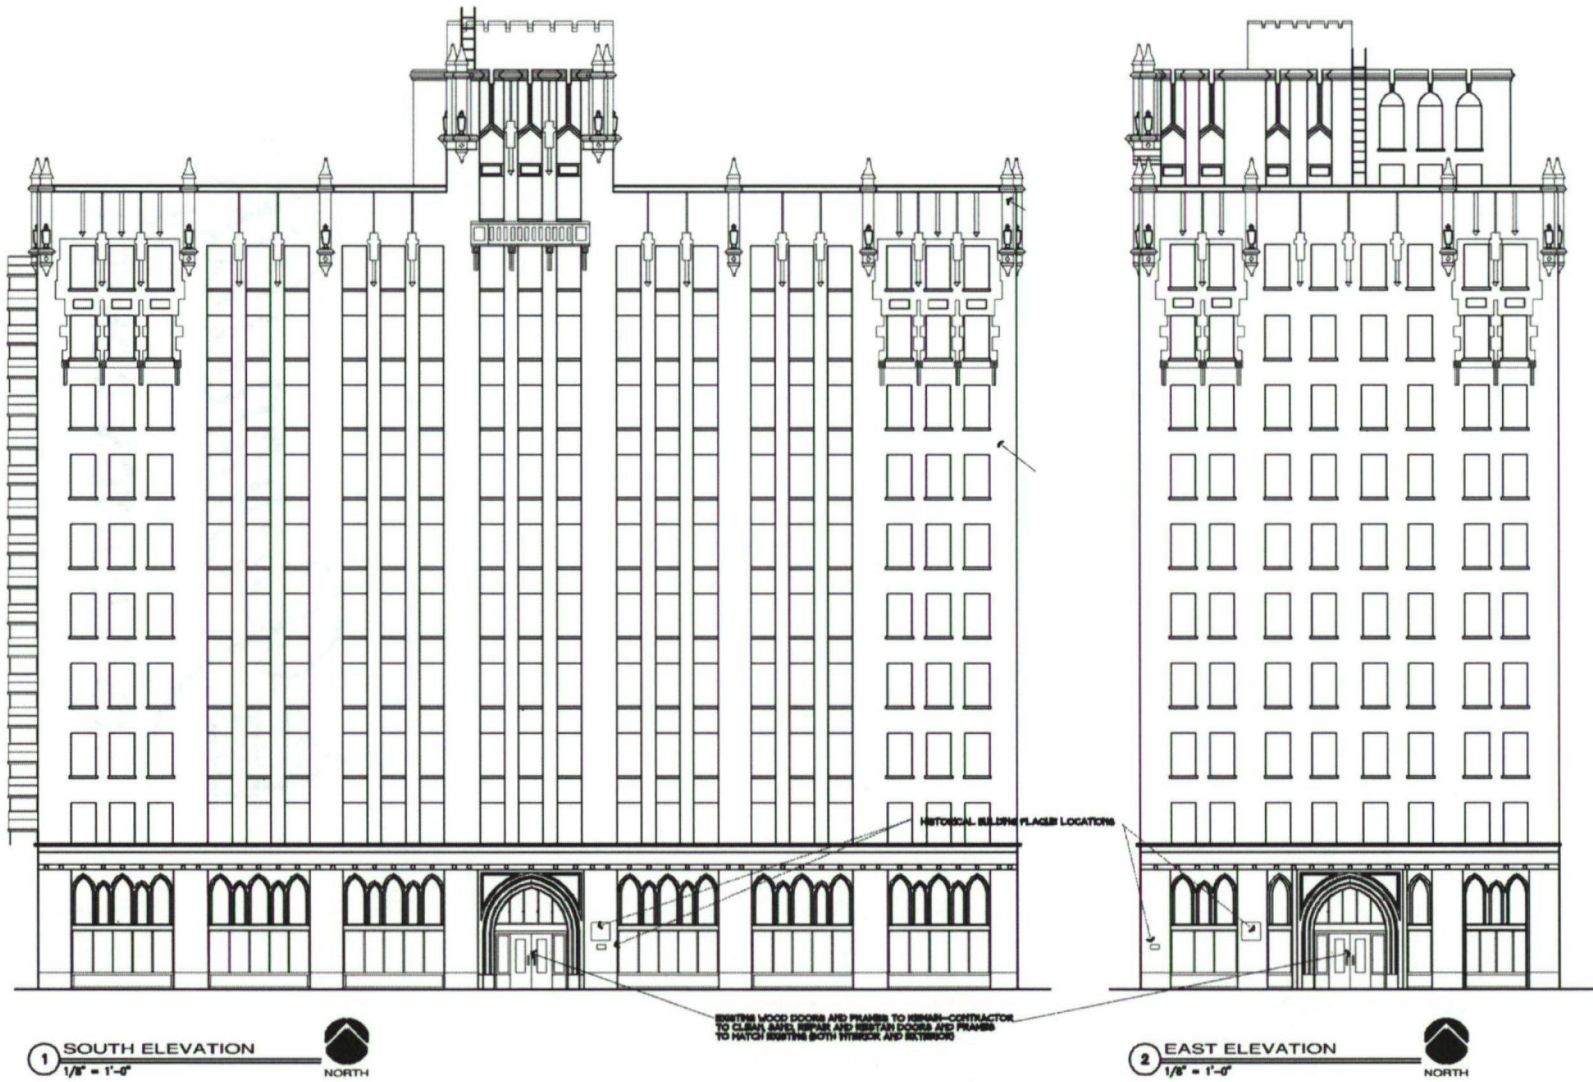 HISTORICAL BUILDING PLAQUE LOCATIONS
EXISTING WOOD DOORS AND FRAMES TO REMAIN-CONTRACTOR
TO CLEAN, SAND, REPAIR AND RESTAIN DOORS AND FRAMES
TO MATCH EXISTING (BOTH INTERIOR AND EXTERIOR)
1 SOUTH ELEVATION
1/8" = 1'-0"
NORTH
2 EAST ELEVATION
1/8" = 1'-0"
NORTH